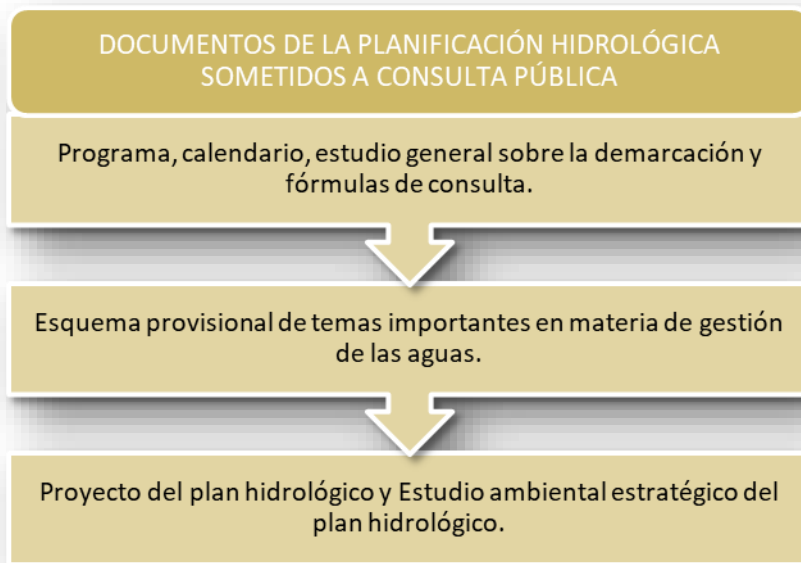 DOCUMENTOS DE LA PLANIFICACIÓN HIDROLÓGICA
SOMETIDOS A CONSULTA PÚBLICA
Programa, calendario, estudio general sobre la demarcación y
fórmulas de consulta.
Esquema provisional de temas importantes en materia de gestión
de las aguas.
Proyecto del plan hidrológico y Estudio ambiental estratégico del
plan hidrológico.